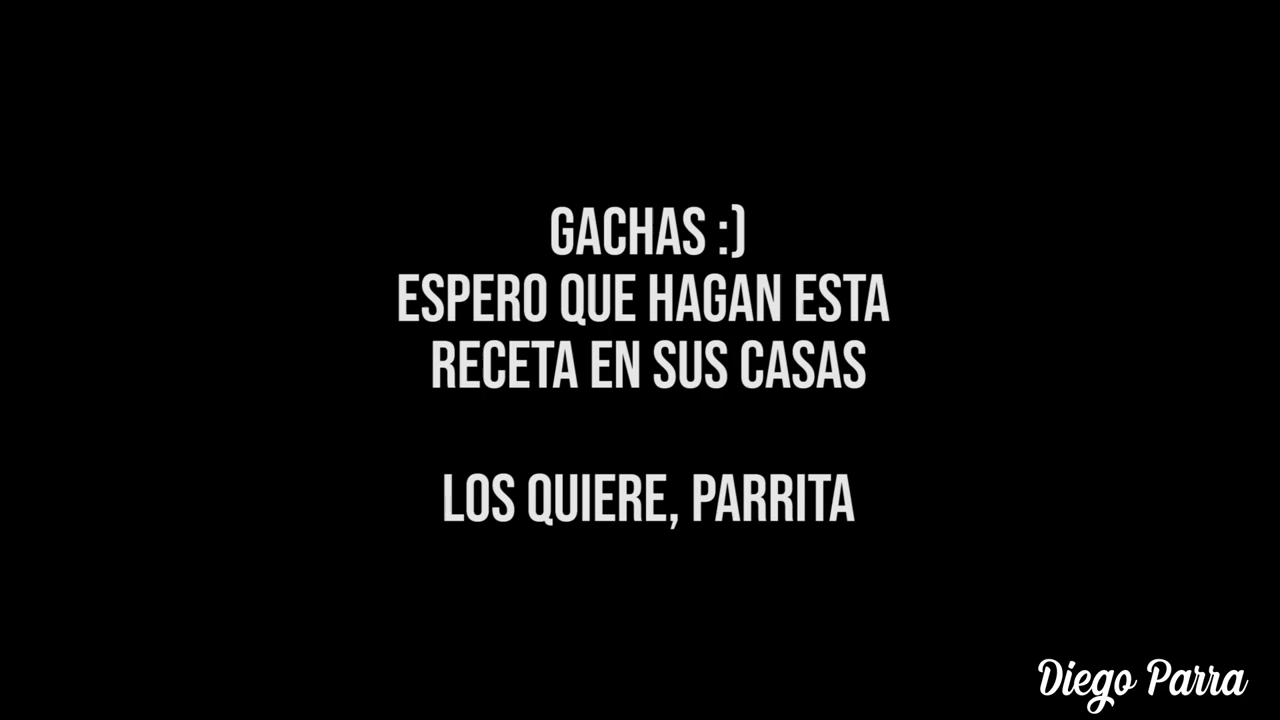 GACHAS :)
ESPERO QUE HAGAN ESTA
RECETA EN SUS CASAS
LOS QUIERE, PARRITA
Diego Parra